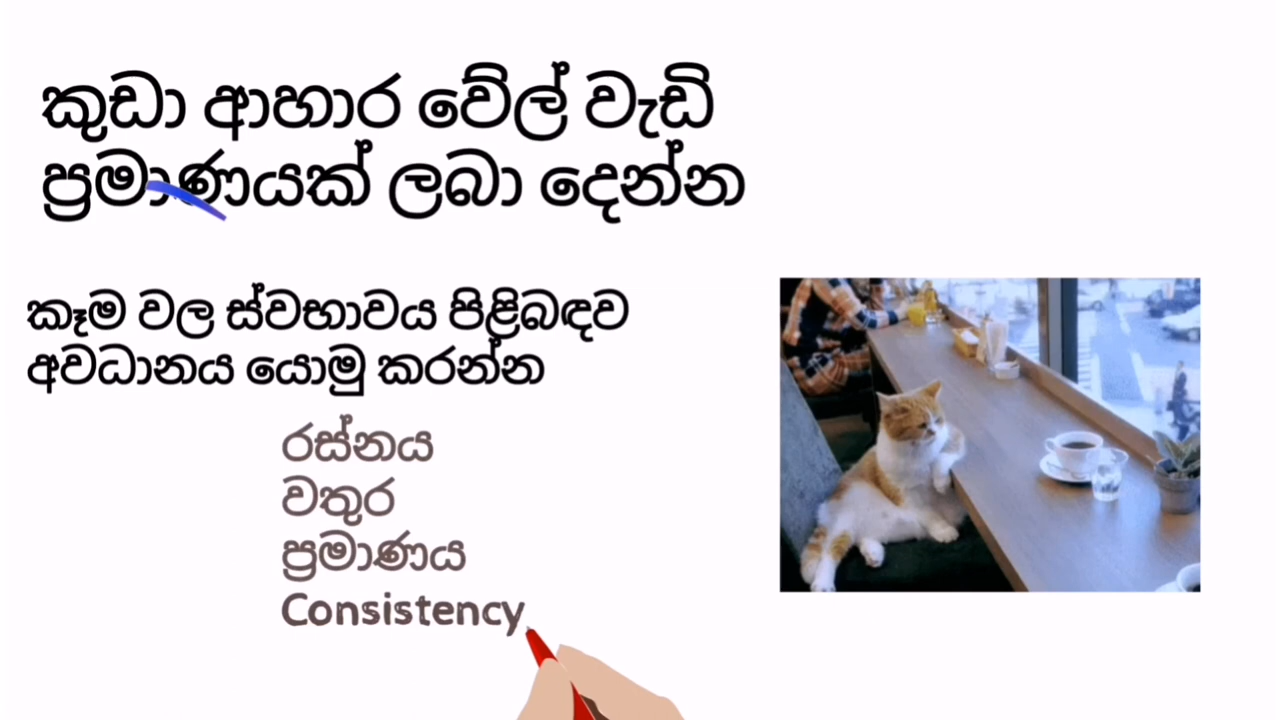 කුඩා ආහාර වේල් වැඩි
ප්‍රමාණයක් ලබා දෙන්න
කෑම වල ස්වභාවය පිළිබඳව
අවධානය යොමු කරන්න
රස්නය
වතුර
ප්‍රමාණය
Consistency